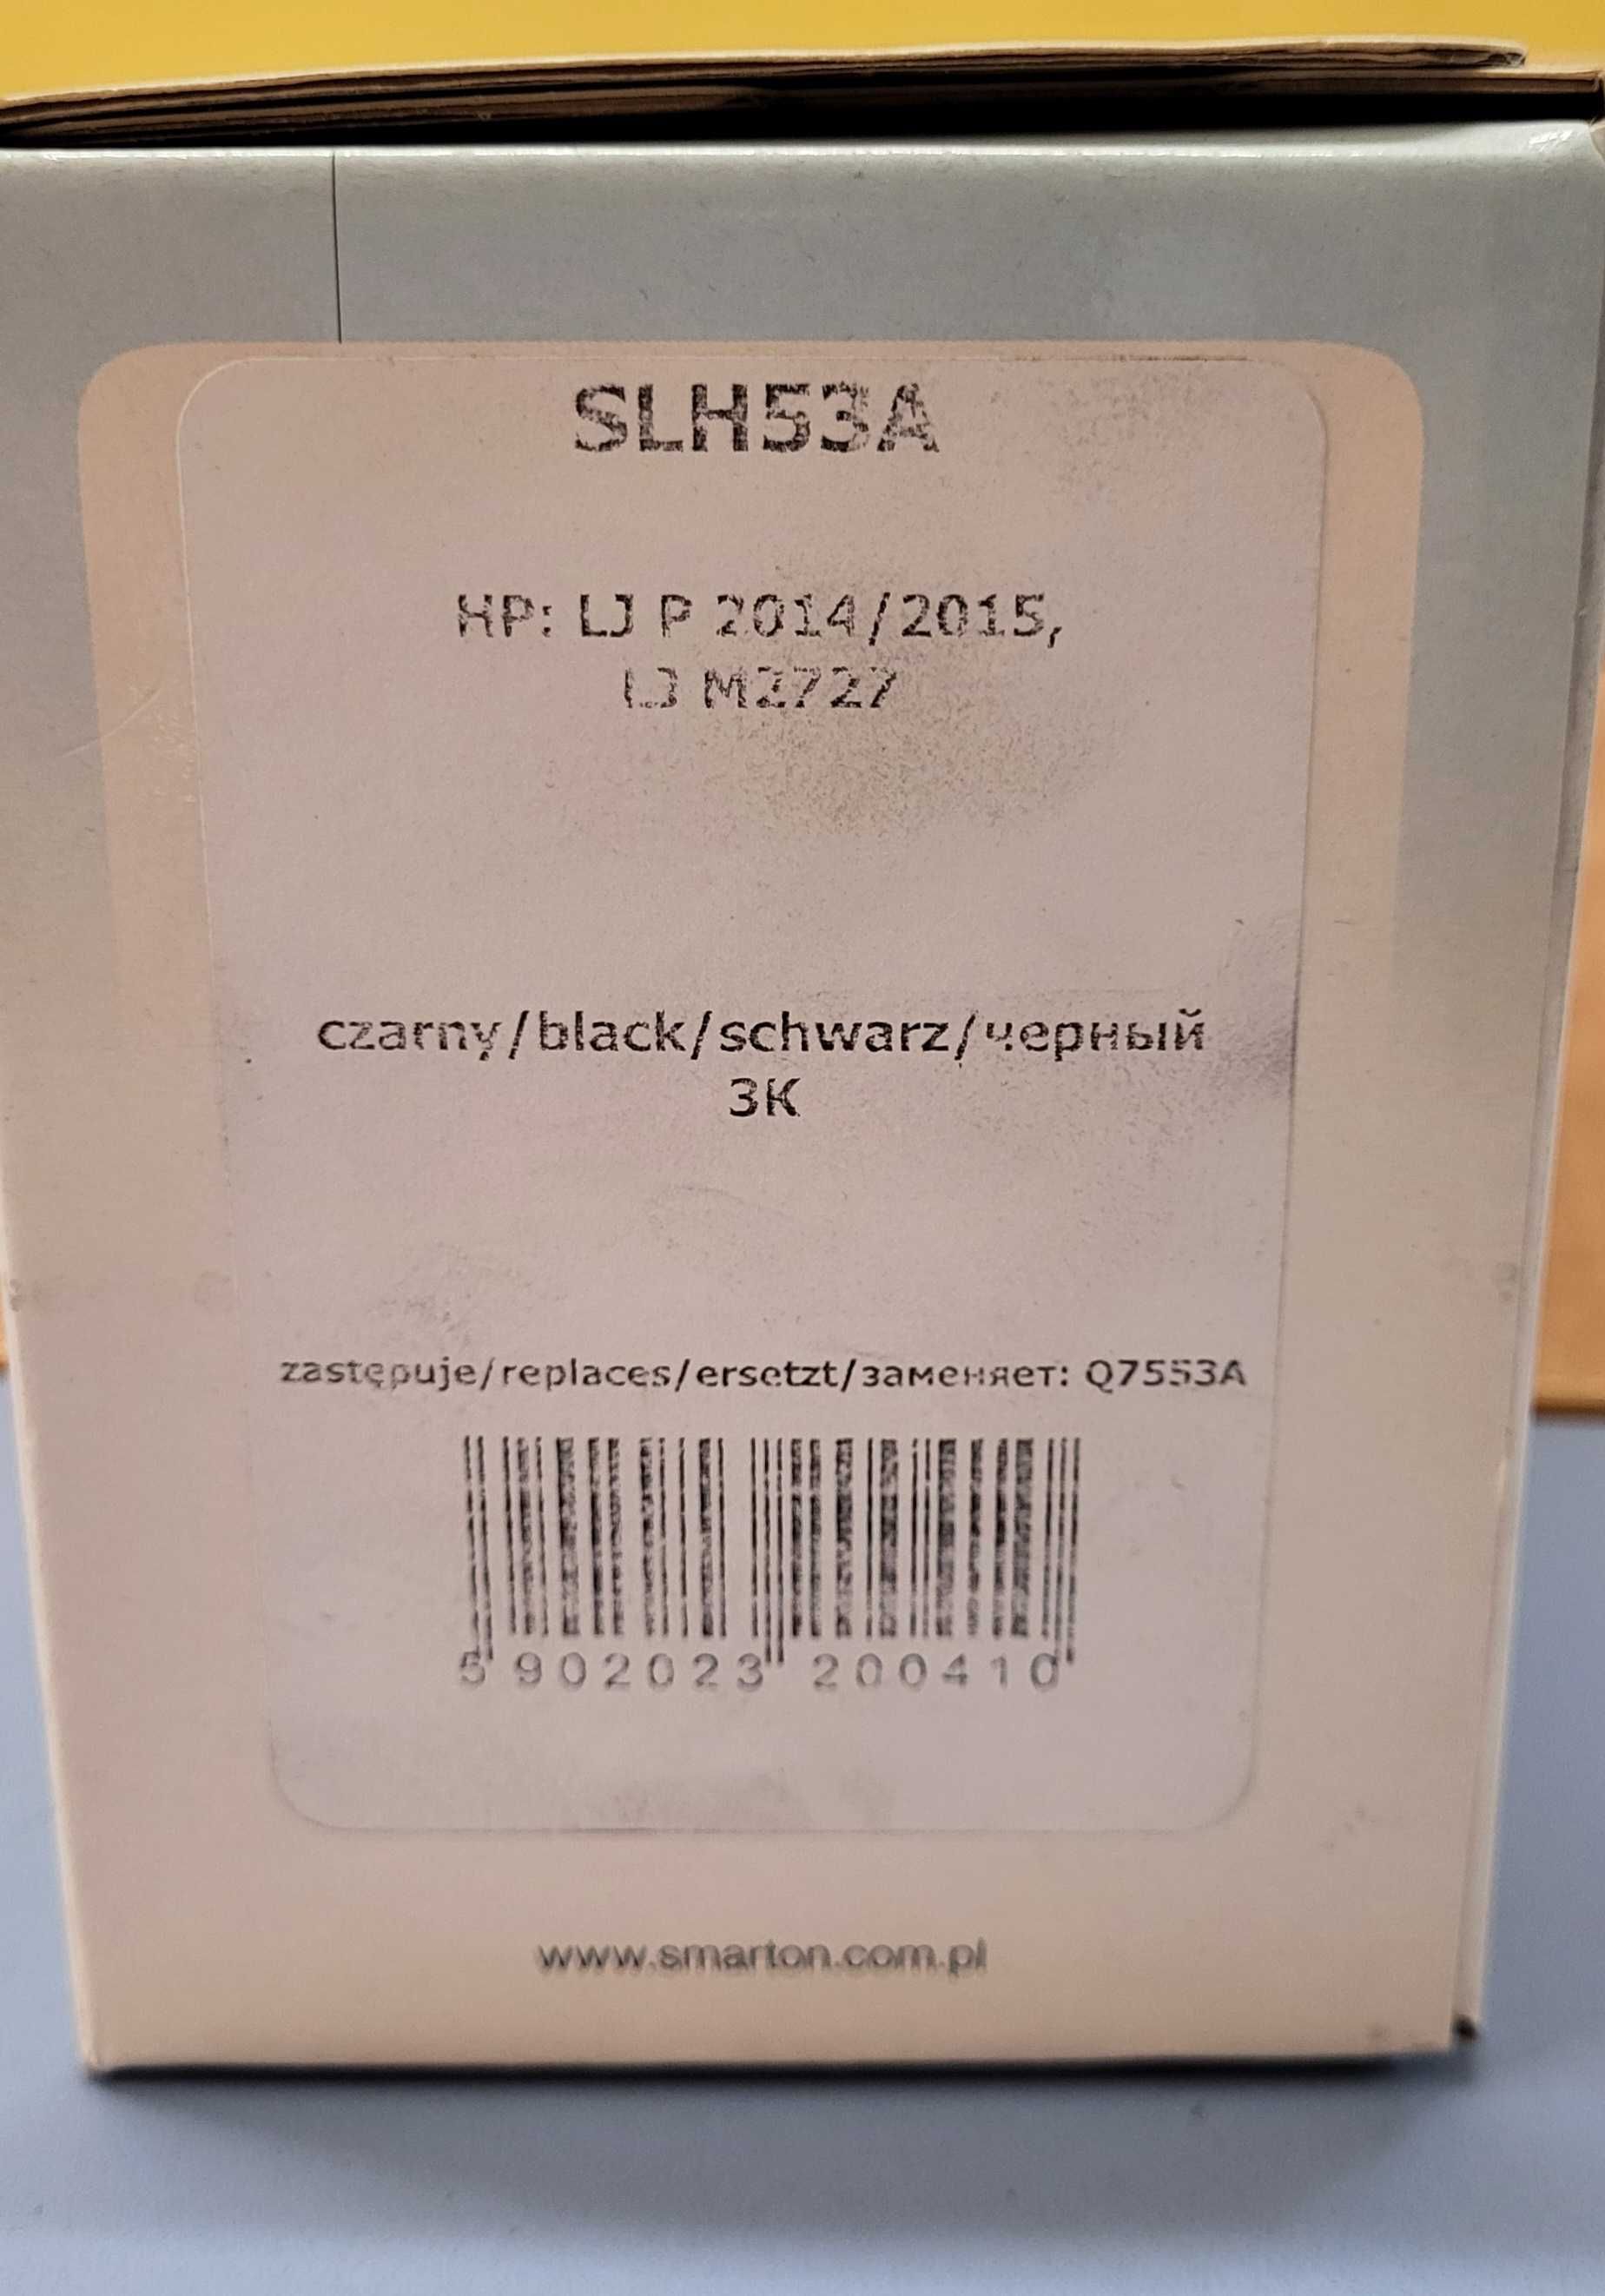 SLH53A
HP: LJ P 2014/2015,
LJ M2727
czarny/black/schwarz/черный
3K
zastępuje/replaces/ersetzt/заменяет: Q7553A
5 902023 200410
www.smarton.com.pl